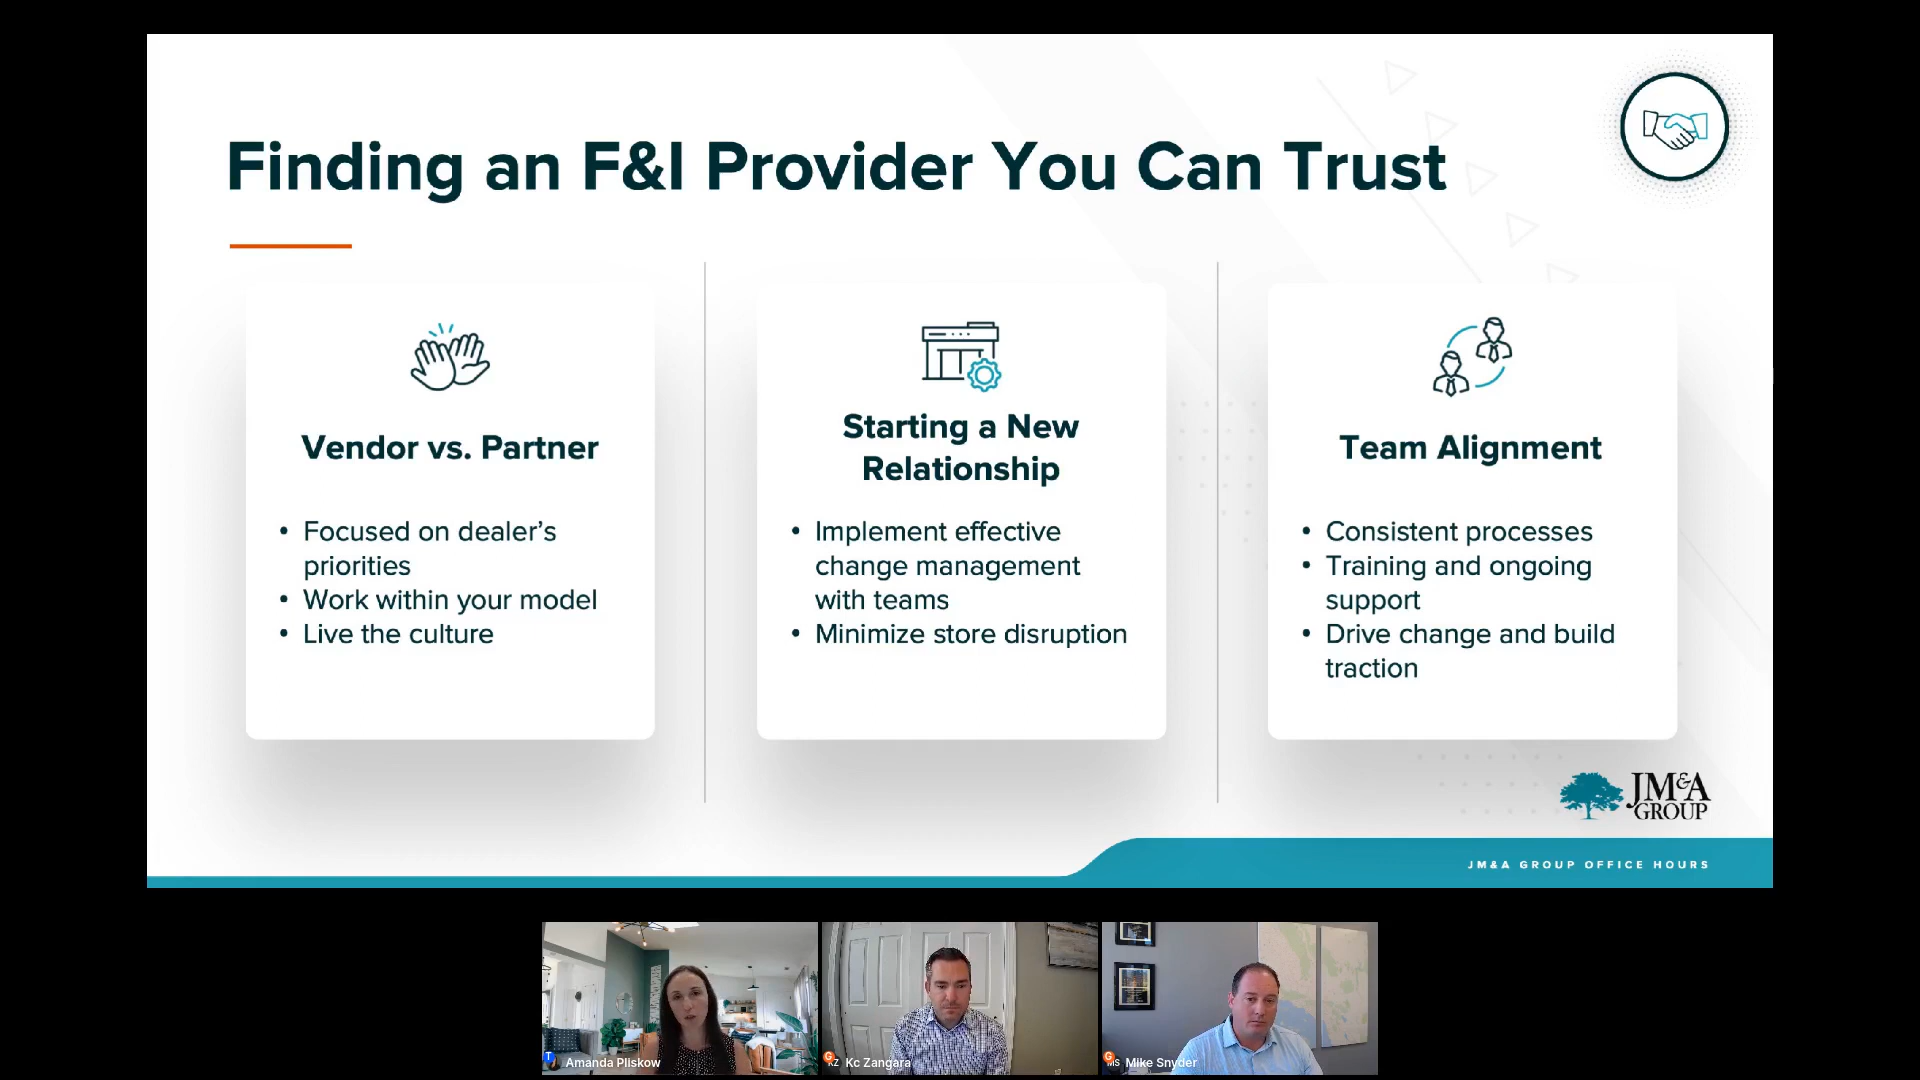 Finding an F&I Provider You Can Trust
Vendor vs. Partner
• Focused on dealer's
priorities
• Work within your model
• Live the culture
Starting a New
Relationship
• Implement effective
change management
with teams
• Minimize store disruption
Team Alignment
• Consistent processes
• Training and ongoing
support
• Drive change and build
traction
JM&A
GROUP
JM&A GROUP OFFICE HOURS
T
Amanda Pliskow
G
KZ
Kc Zangara
G
MS
Mike Snyder